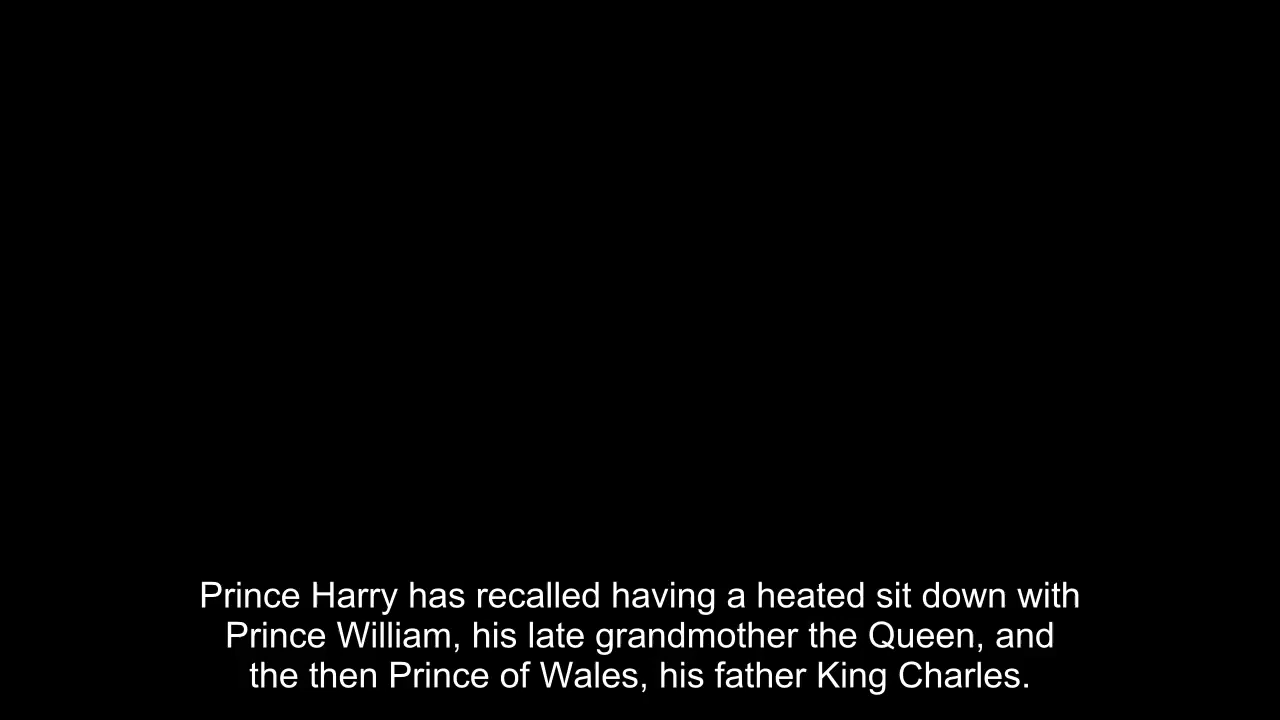 Prince Harry has recalled having a heated sit down with
Prince William, his late grandmother the Queen, and
the then Prince of Wales, his father King Charles.